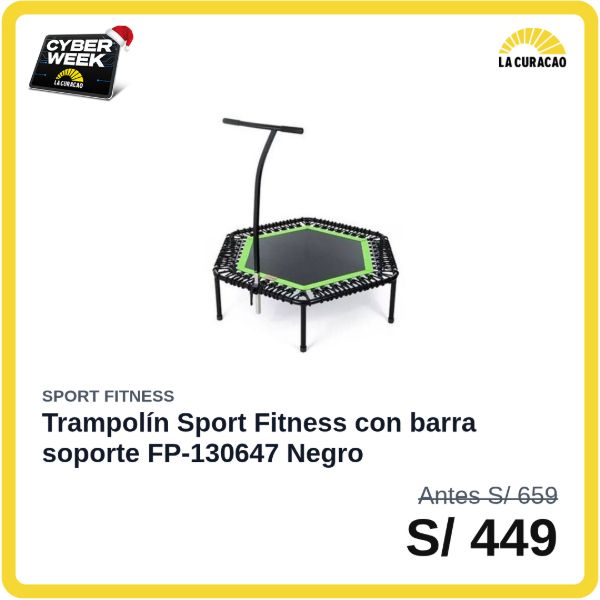 CYBER
WEEK
LA CURACAO
LA CURACAO
SPORT FITNESS
Trampolín Sport Fitness con barra
soporte FP-130647 Negro
Antes S/ 659
S/ 449